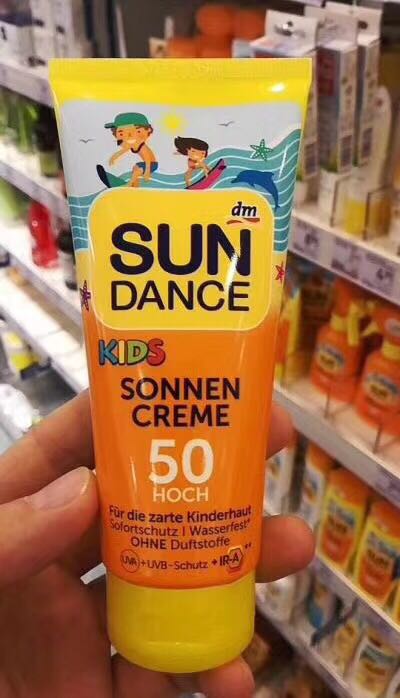 dm
SUN
DANCE
KIDS
SONNEN
CREME
50
HOCH
Für die zarte Kinderhaut
Sofortschutz | Wasserfest*
OHNE Duftstoffe
UVA +UVB-Schutz +IR-A**